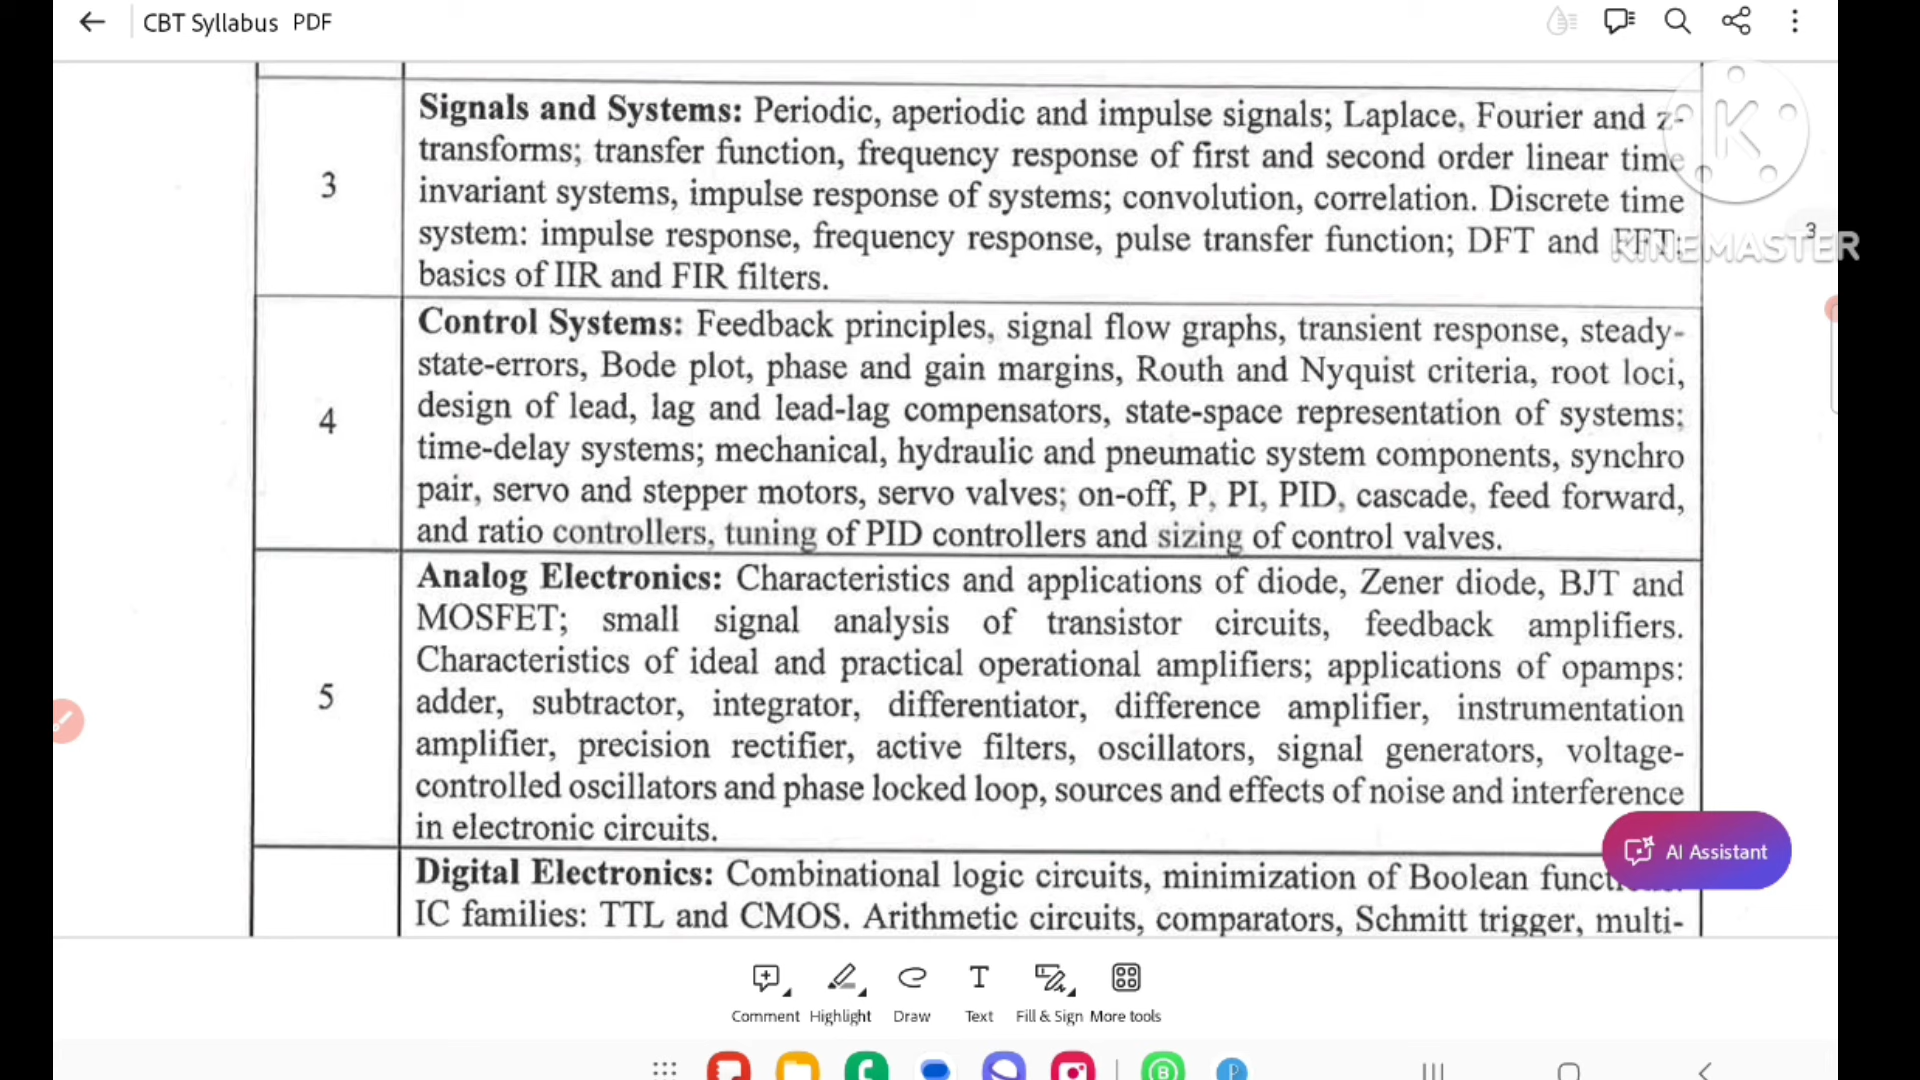 CBT Syllabus PDF
Signals and Systems: Periodic, aperiodic and impulse signals; Laplace, Fourier and z-
transforms; transfer function, frequency response of first and second order linear time
3
invariant systems, impulse response of systems; convolution, correlation. Discrete time
system: impulse response, frequency response, pulse transfer function; DFT and FFT;
basics of IIR and FIR filters.
3
KINEMASTER
Control Systems: Feedback principles, signal flow graphs, transient response, steady-
state-errors, Bode plot, phase and gain margins, Routh and Nyquist criteria, root loci,
4
design of lead, lag and lead-lag compensators, state-space representation of systems;
time-delay systems; mechanical, hydraulic and pneumatic system components, synchro
pair, servo and stepper motors, servo valves; on-off, P, PI, PID, cascade, feed forward,
and ratio controllers, tuning of PID controllers and sizing of control valves.
Analog Electronics: Characteristics and applications of diode, Zener diode, BJT and
MOSFET; small signal analysis of transistor circuits, feedback amplifiers.
Characteristics of ideal and practical operational amplifiers; applications of opamps:
5
adder, subtractor, integrator, differentiator, difference amplifier, instrumentation
amplifier, precision rectifier, active filters, oscillators, signal generators, voltage-
controlled oscillators and phase locked loop, sources and effects of noise and interference
in electronic circuits.
AI Assistant
Digital Electronics: Combinational logic circuits, minimization of Boolean
IC families: TTL and CMOS. Arithmetic circuits, comparators, Schmitt trigger, multi-
Comment Highlight Draw Text Fill & Sign More tools